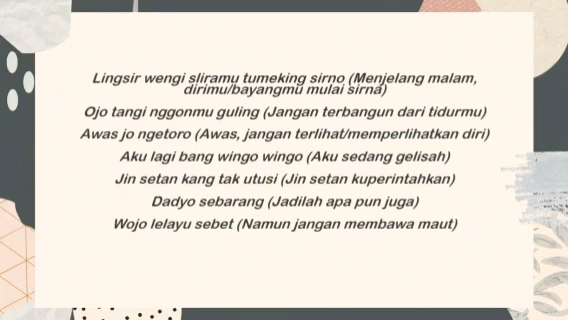 Lingsir wengi sliramu tumeking sirno (Menjelang malam,
dirimu/bayangmu mulai sirna)
Ojo tangi nggonmu guling (Jangan terbangun dari tidurmu)
Awas jo ngetoro (Awas, jangan terlihat/memperlihatkan diri)
Aku lagi bang wingo wingo (Aku sedang gelisah)
Jin setan kang tak utusi (Jin setan kuperintahkan)
Dadyo sebarang (Jadilah apa pun juga)
Wojo lelayu sebet (Namun jangan membawa maut)